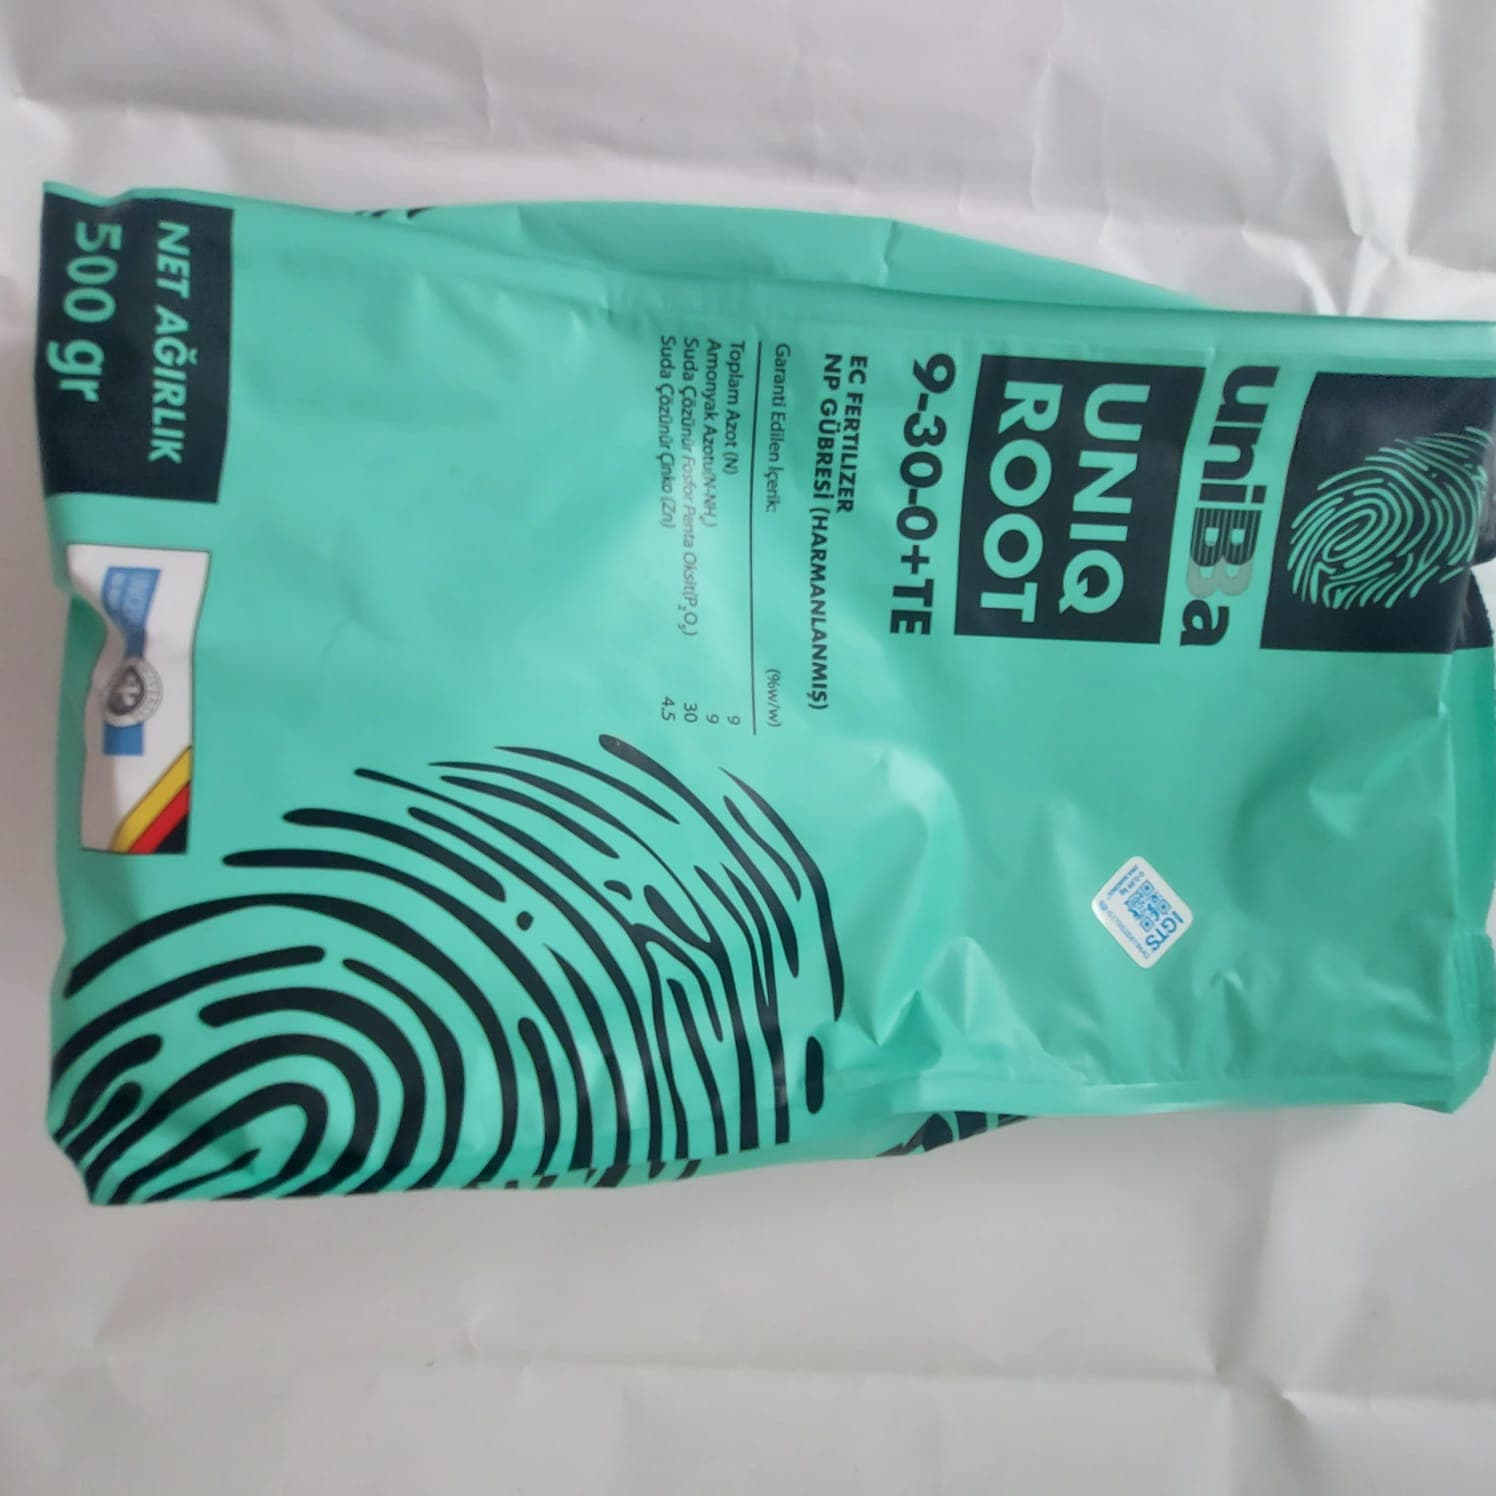 uniBa
UNIQ
ROOT
9-30-0+TE
EC FERTILIZER
NP GÜBRESİ (HARMANLANMIŞ)
Garanti Edilen İçerik: (%w/w)
Toplam Azot (N) 9
Amonyak Azotu(N-NH₄) 9
Suda Çözünür Fosfor Penta Oksit(P₂O₅) 30
Suda Çözünür Çinko (Zn) 4.5
GTS
NET AĞIRLIK
500 gr